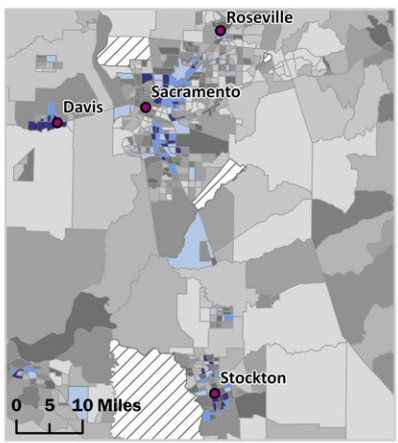 Roseville
Sacramento
Davis
Stockton
0 5 10 Miles